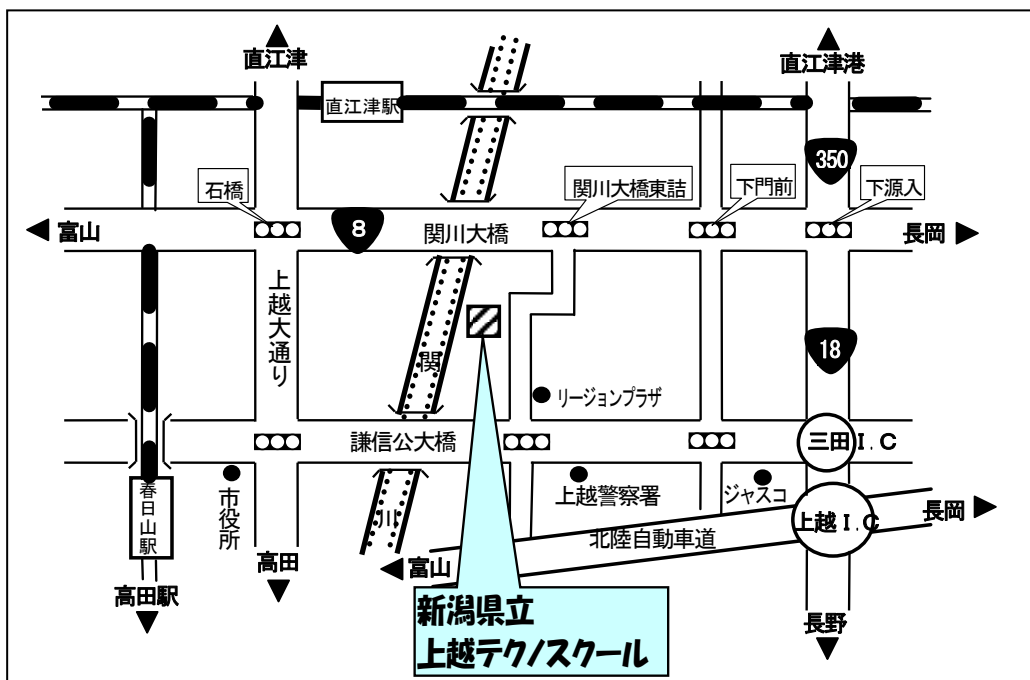 直江津
直江津港
直江津駅
350
石橋
関川大橋東詰
下門前
下源入
富山
8
関川大橋
長岡
上越大通り
関
18
リージョンプラザ
謙信公大橋
三田I.C
春日山駅
市役所
川
上越警察署
ジャスコ
上越I.C
長岡
北陸自動車道
高田
富山
高田駅
長野
新潟県立
上越テクノスクール